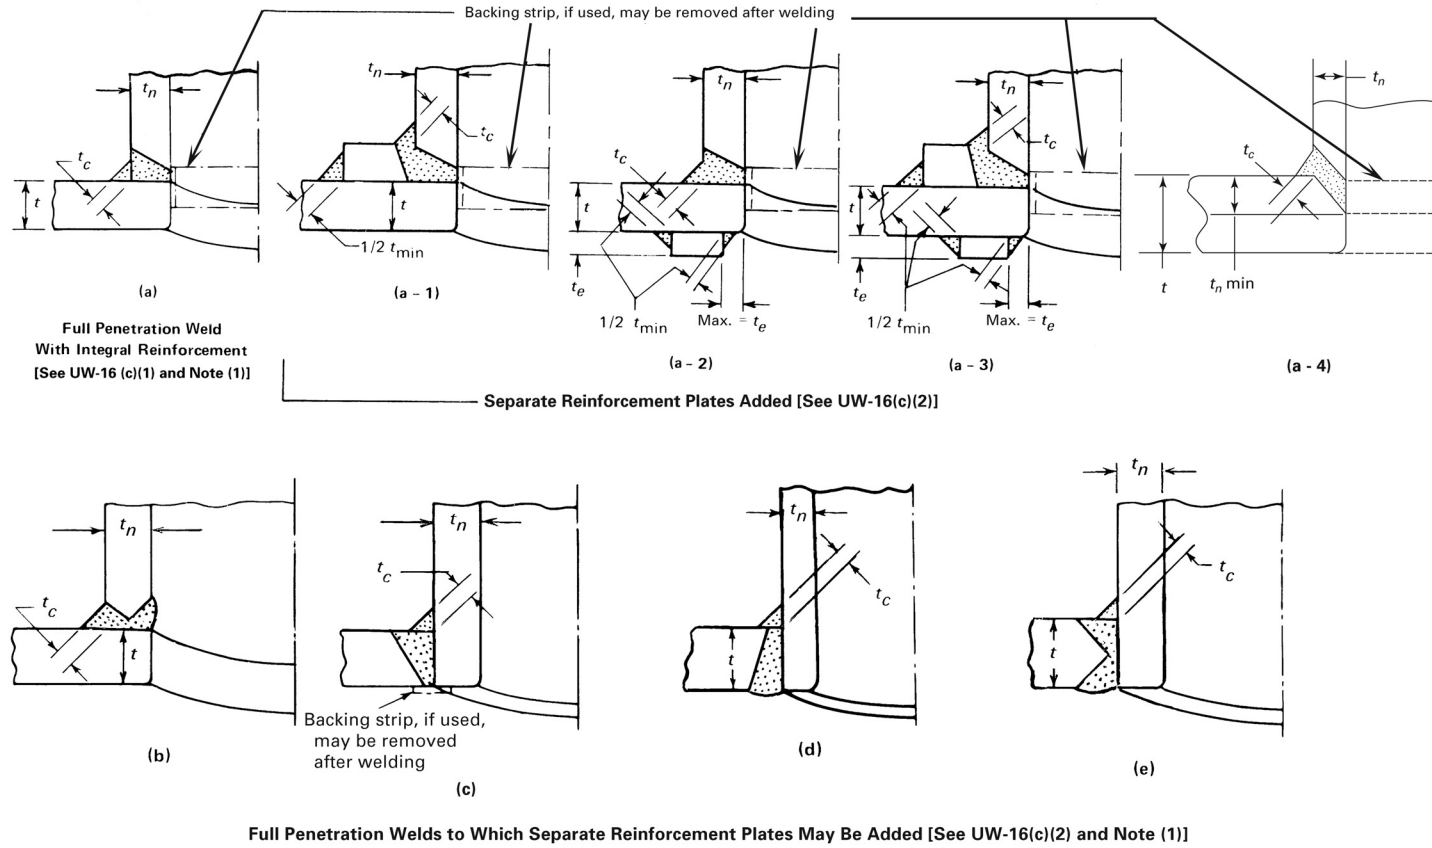 Backing strip, if used, may be removed after welding
tn
tc
t
(a)
Full Penetration Weld
With Integral Reinforcement
[See UW-16 (c)(1) and Note (1)]
tn
tc
t
1/2 tmin
(a – 1)
tn
tc
t
te
1/2 tmin
Max. = te
(a – 2)
tn
tc
t
te
1/2 tmin
Max. = te
(a – 3)
tn
tc
t
tn min
(a - 4)
Separate Reinforcement Plates Added [See UW-16(c)(2)]
tn
tc
t
(b)
tn
tc
Backing strip, if used,
may be removed
after welding
(c)
tn
tc
t
(d)
tn
tc
t
(e)
Full Penetration Welds to Which Separate Reinforcement Plates May Be Added [See UW-16(c)(2) and Note (1)]